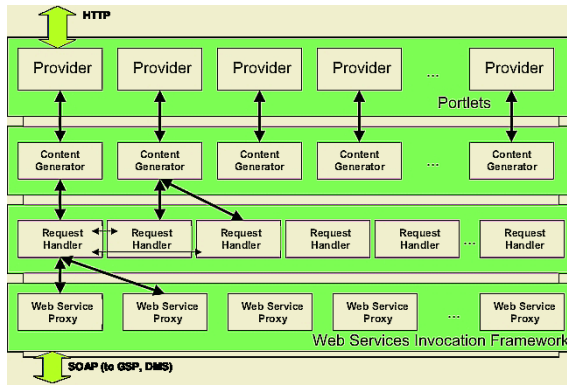 HTTP
Provider Provider Provider Provider ... Provider
Portlets
Content Generator Content Generator Content Generator Content Generator ... Content Generator
Request Handler Request Handler Request Handler Request Handler Request Handler ... Request Handler
Web Service Proxy Web Service Proxy Web Service Proxy Web Service Proxy ... Web Service Proxy
Web Services Invocation Framework
SOAP (to GSP, DMS)